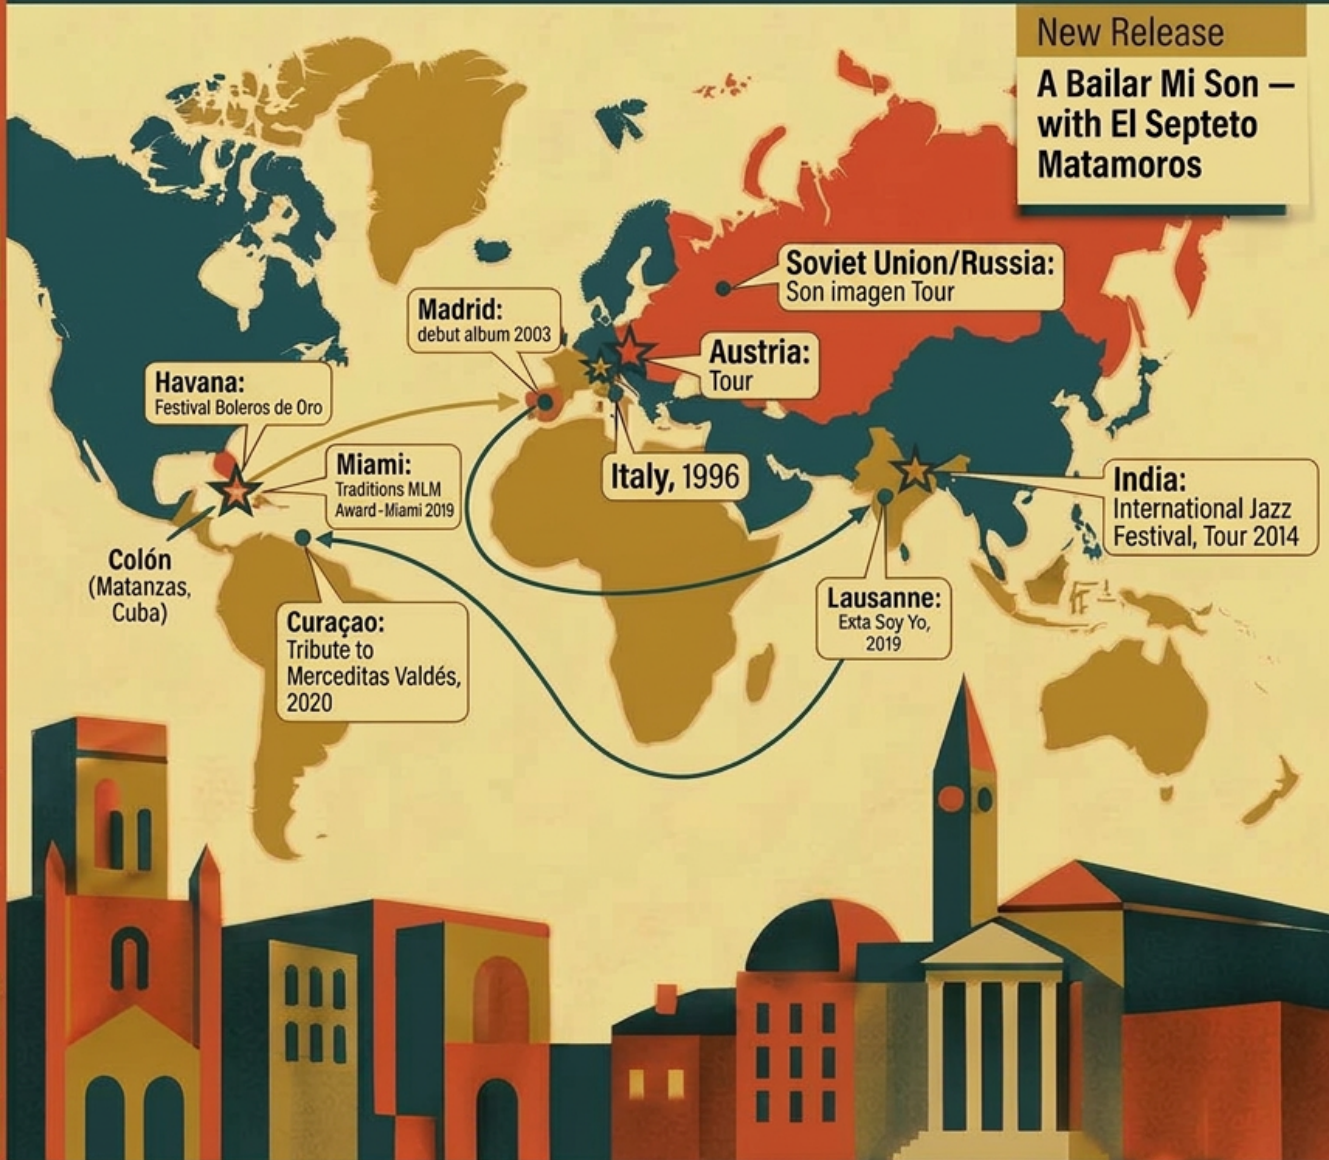 New Release
A Bailar Mi Son —
with El Septeto
Matamoros
Soviet Union/Russia:
Son imagen Tour
Madrid:
debut album 2003
Austria:
Tour
Havana:
Festival Boleros de Oro
Miami:
Traditions MLM
Award - Miami 2019
Italy, 1996
India:
International Jazz
Festival, Tour 2014
Colón
(Matanzas,
Cuba)
Curaçao:
Tribute to
Merceditas Valdés,
2020
Lausanne:
Exta Soy Yo,
2019